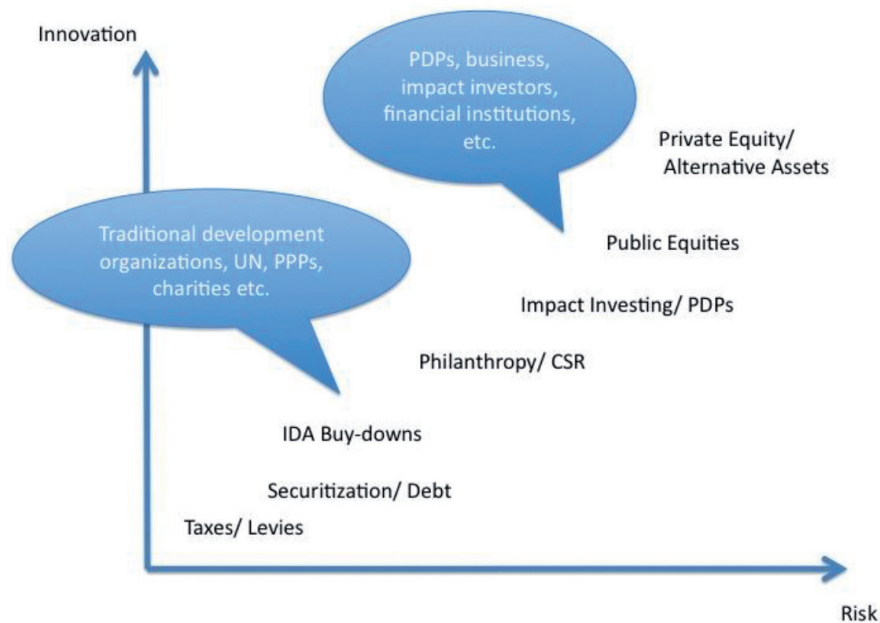 Innovation
PDPs, business,
impact investors,
financial institutions,
etc.
Private Equity/
Alternative Assets
Traditional development
organizations, UN, PPPs,
charities etc.
Public Equities
Impact Investing/ PDPs
Philanthropy/ CSR
IDA Buy-downs
Securitization/ Debt
Taxes/ Levies
Risk